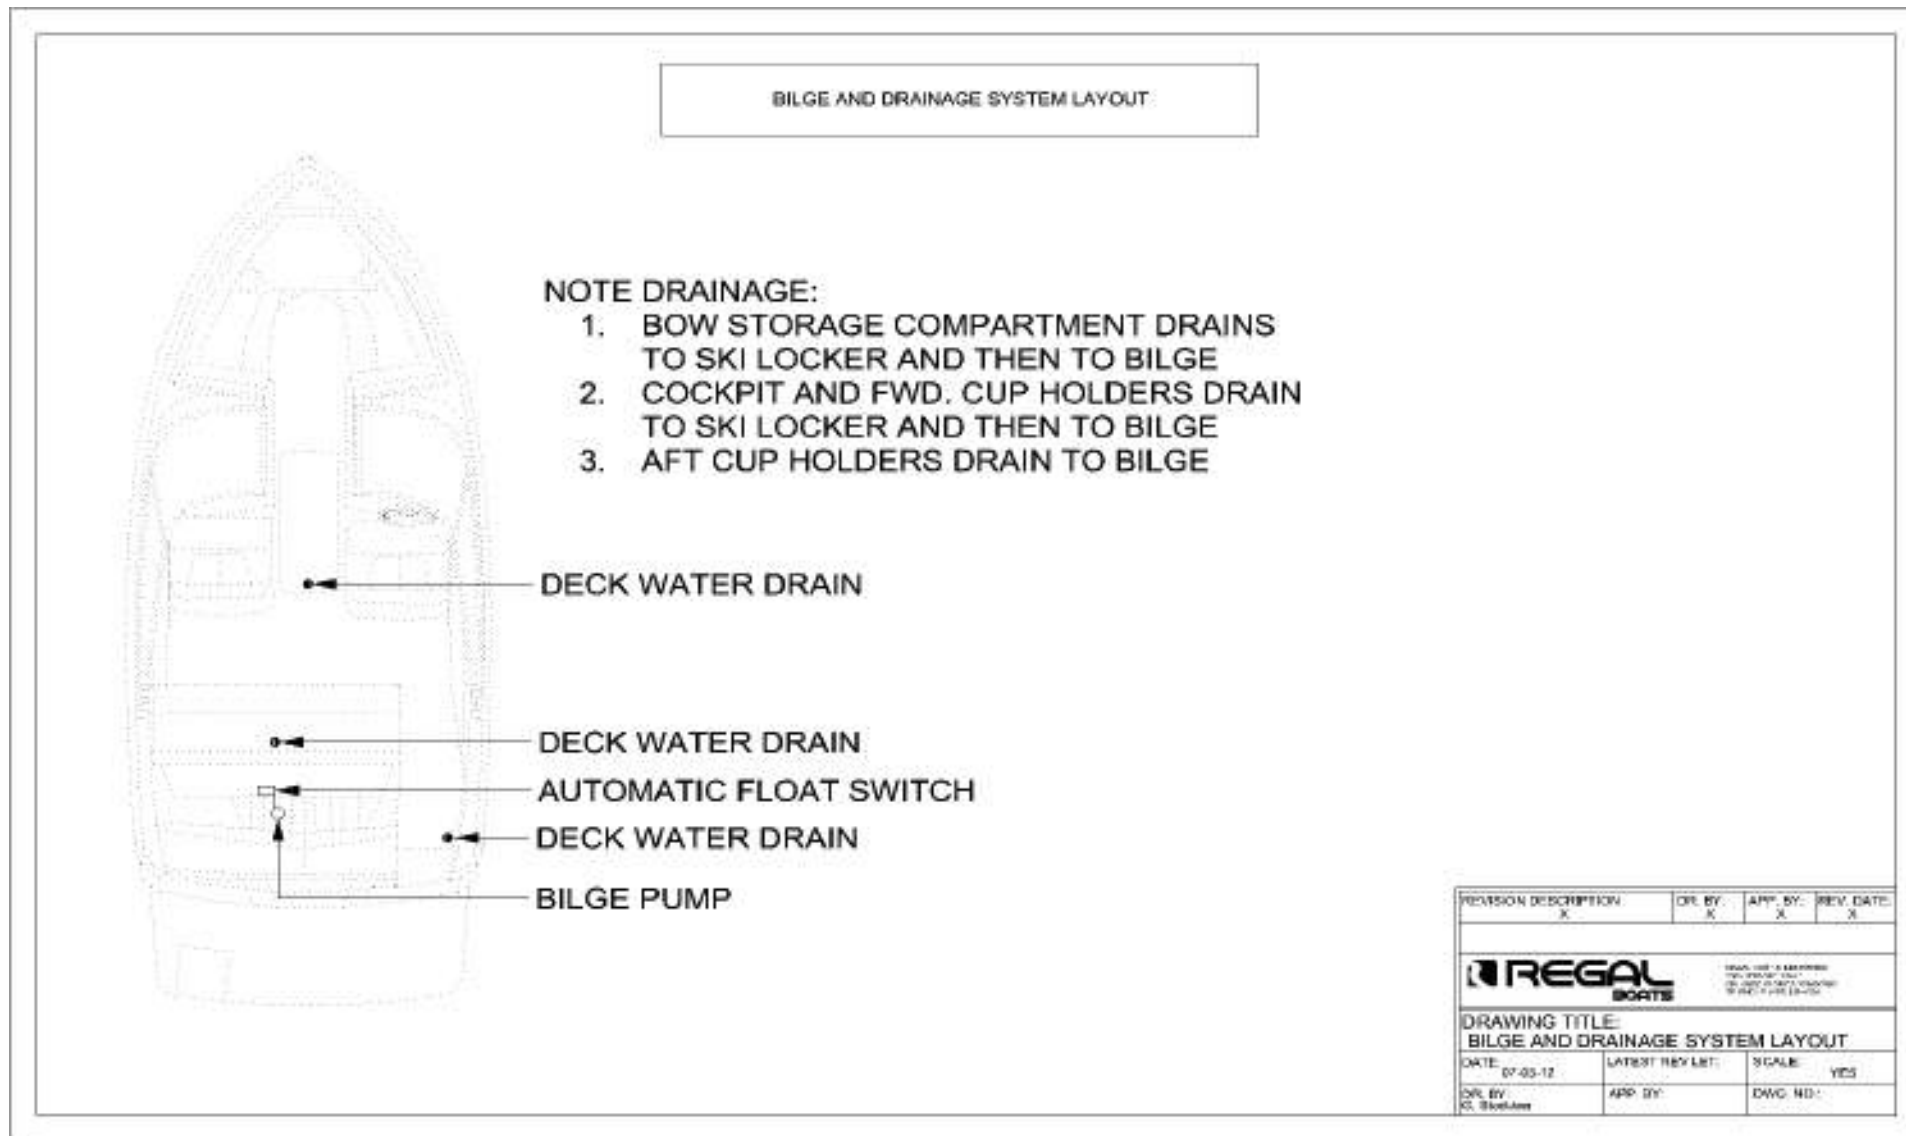 BILGE AND DRAINAGE SYSTEM LAYOUT
NOTE DRAINAGE:
1. BOW STORAGE COMPARTMENT DRAINS
TO SKI LOCKER AND THEN TO BILGE
2. COCKPIT AND FWD. CUP HOLDERS DRAIN
TO SKI LOCKER AND THEN TO BILGE
3. AFT CUP HOLDERS DRAIN TO BILGE
DECK WATER DRAIN
DECK WATER DRAIN
AUTOMATIC FLOAT SWITCH
DECK WATER DRAIN
BILGE PUMP
REVISION DESCRIPTION DR. BY: APP. BY: REV. DATE:
X X X X
REGAL
BOATS
DRAWING TITLE:
BILGE AND DRAINAGE SYSTEM LAYOUT
DATE: LATEST REV LET: SCALE:
YES
DR. BY APP. BY: DWG. NO.:
G.